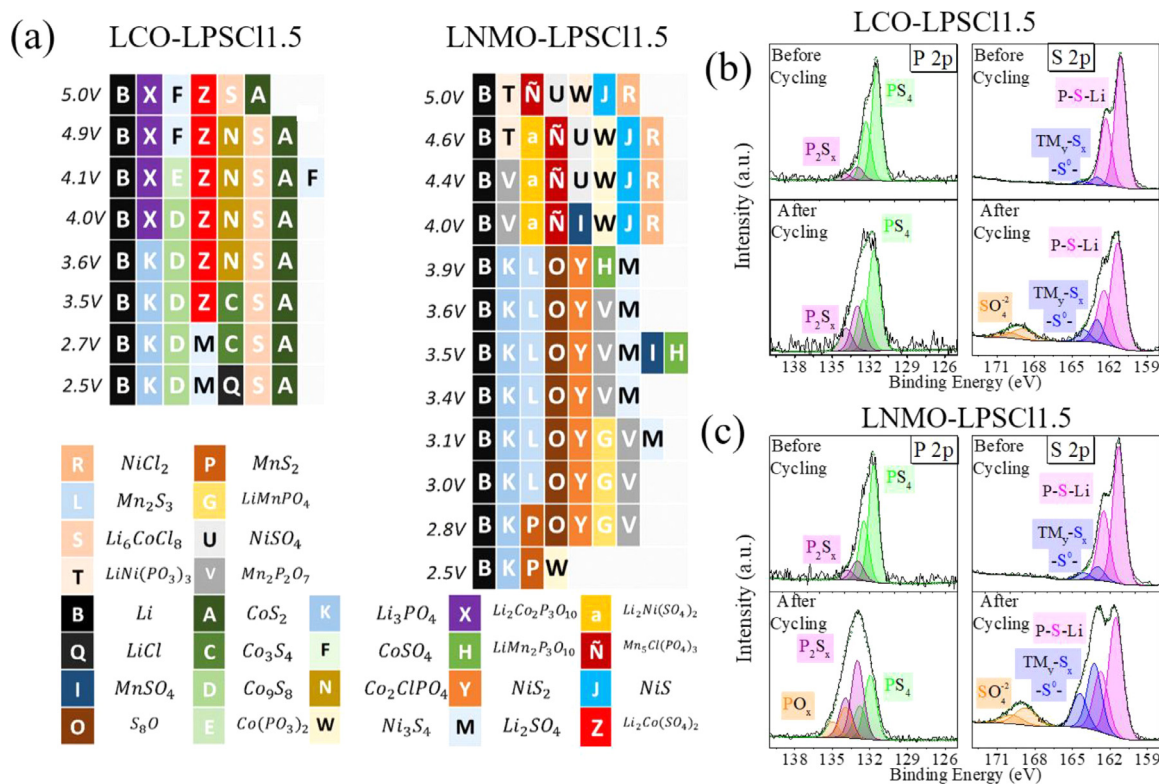 (a)
LCO-LPSCl1.5
5.0V B X F Z S A
4.9V B X F Z N S A
4.1V B X E Z N S A F
4.0V B X D Z N S A
3.6V B K D Z N S A
3.5V B K D Z C S A
2.7V B K D M C S A
2.5V B K D M Q S A
LNMO-LPSCl1.5
5.0V B T Ñ U W J R
4.6V B T a Ñ U W J R
4.4V B V a Ñ U W J R
4.0V B V a Ñ I W J R
3.9V B K L O Y H M
3.6V B K L O Y V M
3.5V B K L O Y V M I H
3.4V B K L O Y V M
3.1V B K L O Y G V M
3.0V B K L O Y G V
2.8V B K P O Y G V
2.5V B K P W
R NiCl₂ P MnS₂
L Mn₂S₃ G LiMnPO₄
S Li₆CoCl₈ U NiSO₄
T LiNi(PO₃)₃ V Mn₂P₂O₇
B Li A CoS₂ K Li₃PO₄ X Li₂Co₂P₃O₁₀ a Li₂Ni(SO₄)₂
Q LiCl C Co₃S₄ F CoSO₄ H LiMn₂P₃O₁₀ Ñ Mn₅Cl(PO₄)₃
I MnSO₄ D Co₉S₈ N Co₂ClPO₄ Y NiS₂ J NiS
O S₈O E Co(PO₃)₂ W Ni₃S₄ M Li₂SO₄ Z Li₂Co(SO₄)₂
(b)
LCO-LPSCl1.5
Before
Cycling
P 2p
PS₄
P₂Sₓ
Before
Cycling
S 2p
P-S-Li
TMᵧ-Sₓ
-S⁰-
After
Cycling
PS₄
P₂Sₓ
After
Cycling
P-S-Li
TMᵧ-Sₓ
-S⁰-
SO₄⁻²
Intensity (a.u.)
138 135 132 129 126
171 168 165 162 159
Binding Energy (eV)
(c)
LNMO-LPSCl1.5
Before
Cycling
P 2p
PS₄
P₂Sₓ
Before
Cycling
S 2p
P-S-Li
TMᵧ-Sₓ
-S⁰-
After
Cycling
P₂Sₓ
PS₄
POₓ
After
Cycling
P-S-Li
TMᵧ-Sₓ
-S⁰-
SO₄⁻²
Intensity (a.u.)
138 135 132 129 126
171 168 165 162 159
Binding Energy (eV)